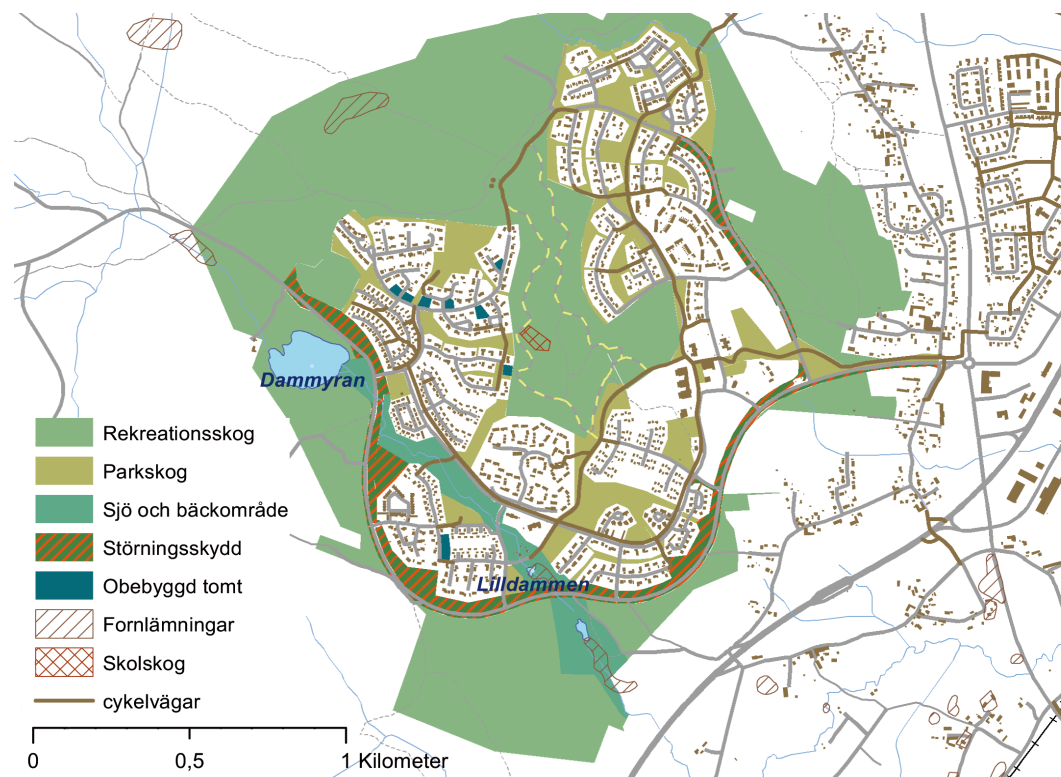 Dammyran
Lilldammen
Rekreationsskog
Parkskog
Sjö och bäckområde
Störningsskydd
Obebyggd tomt
Fornlämningar
Skolskog
cykelvägar
0 0,5 1 Kilometer